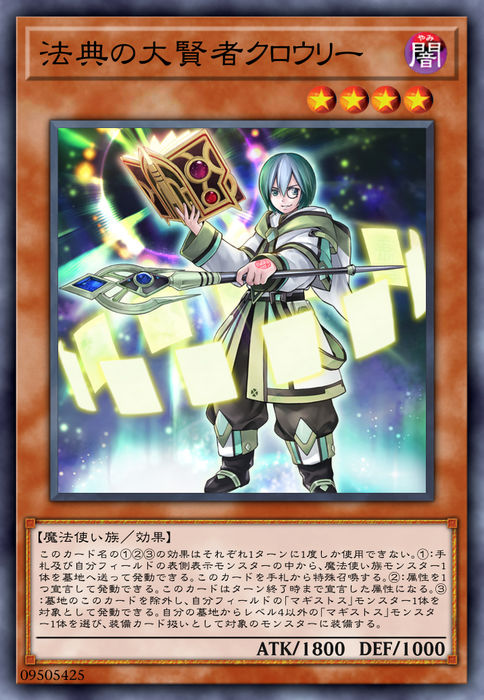 法典の大賢者クロウリー
やみ
闇
【魔法使い族／効果】
このカード名の①②③の効果はそれぞれ1ターンに1度しか使用できない。①:手
札及び自分フィールドの表側表示モンスターの中から、魔法使い族モンスター1
体を墓地へ送って発動できる。このカードを手札から特殊召喚する。②:属性を1
つ宣言して発動できる。このカードはターン終了時まで宣言した属性になる。③
:墓地のこのカードを除外し、自分フィールドの「マギストス」モンスター1体を
対象として発動できる。自分の墓地からレベル4以外の「マギストス」モンスタ
ー1体を選び、装備カード扱いとして対象のモンスターに装備する。
ATK/1800 DEF/1000
09505425